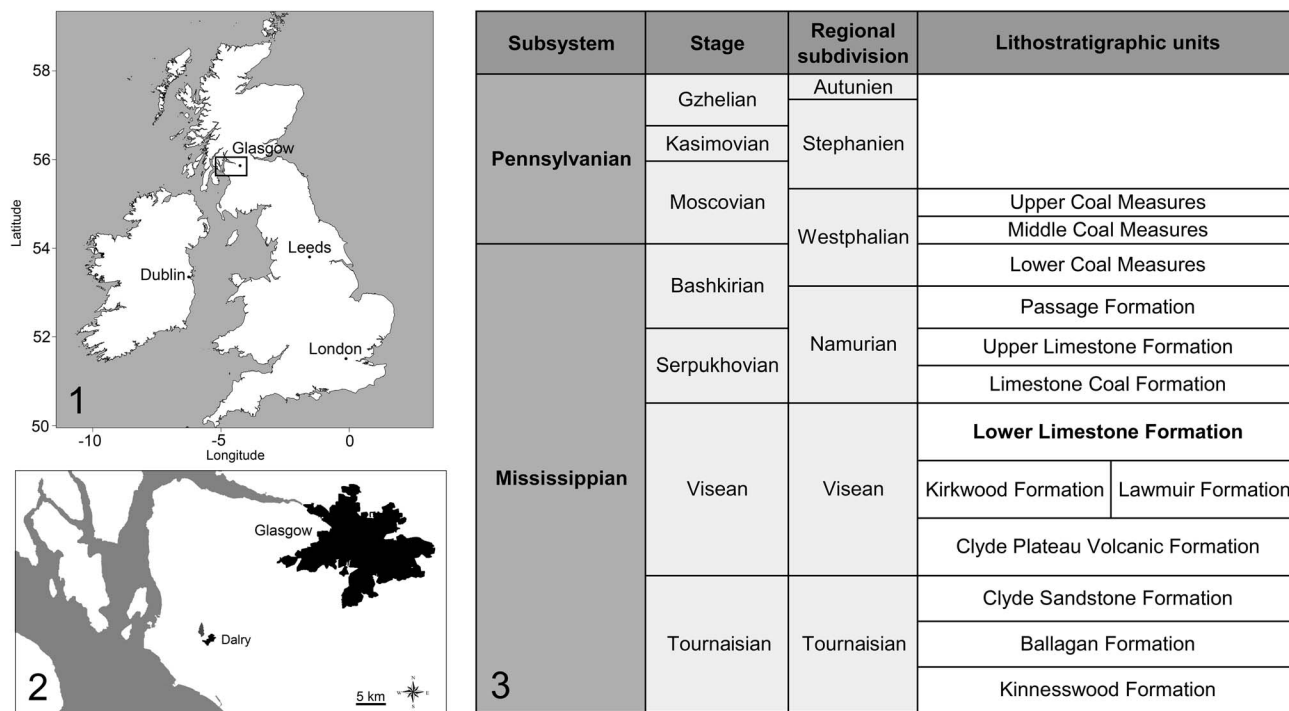 58
56
54
52
50
Latitude
Glasgow
Leeds
Dublin
London
1
-10
-5
0
Longitude
Glasgow
Dalry
2
5 km
N
W
E
S
Subsystem
Stage
Regional
subdivision
Lithostratigraphic units
Pennsylvanian
Gzhelian
Autunien
Kasimovian
Stephanien
Moscovian
Westphalian
Upper Coal Measures
Middle Coal Measures
Mississippian
Bashkirian
Lower Coal Measures
Namurian
Passage Formation
Serpukhovian
Upper Limestone Formation
Limestone Coal Formation
Visean
Visean
Lower Limestone Formation
Kirkwood Formation
Lawmuir Formation
Clyde Plateau Volcanic Formation
Tournaisian
Tournaisian
Clyde Sandstone Formation
Ballagan Formation
Kinnesswood Formation
3